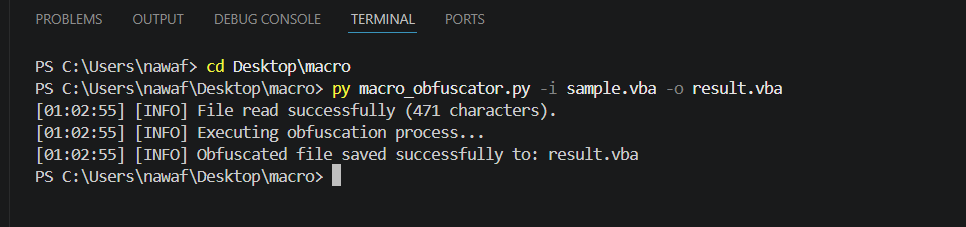 PROBLEMS OUTPUT DEBUG CONSOLE TERMINAL PORTS
PS C:\Users\nawaf> cd Desktop\macro
PS C:\Users\nawaf\Desktop\macro> py macro_obfuscator.py -i sample.vba -o result.vba
[01:02:55] [INFO] File read successfully (471 characters).
[01:02:55] [INFO] Executing obfuscation process...
[01:02:55] [INFO] Obfuscated file saved successfully to: result.vba
PS C:\Users\nawaf\Desktop\macro>